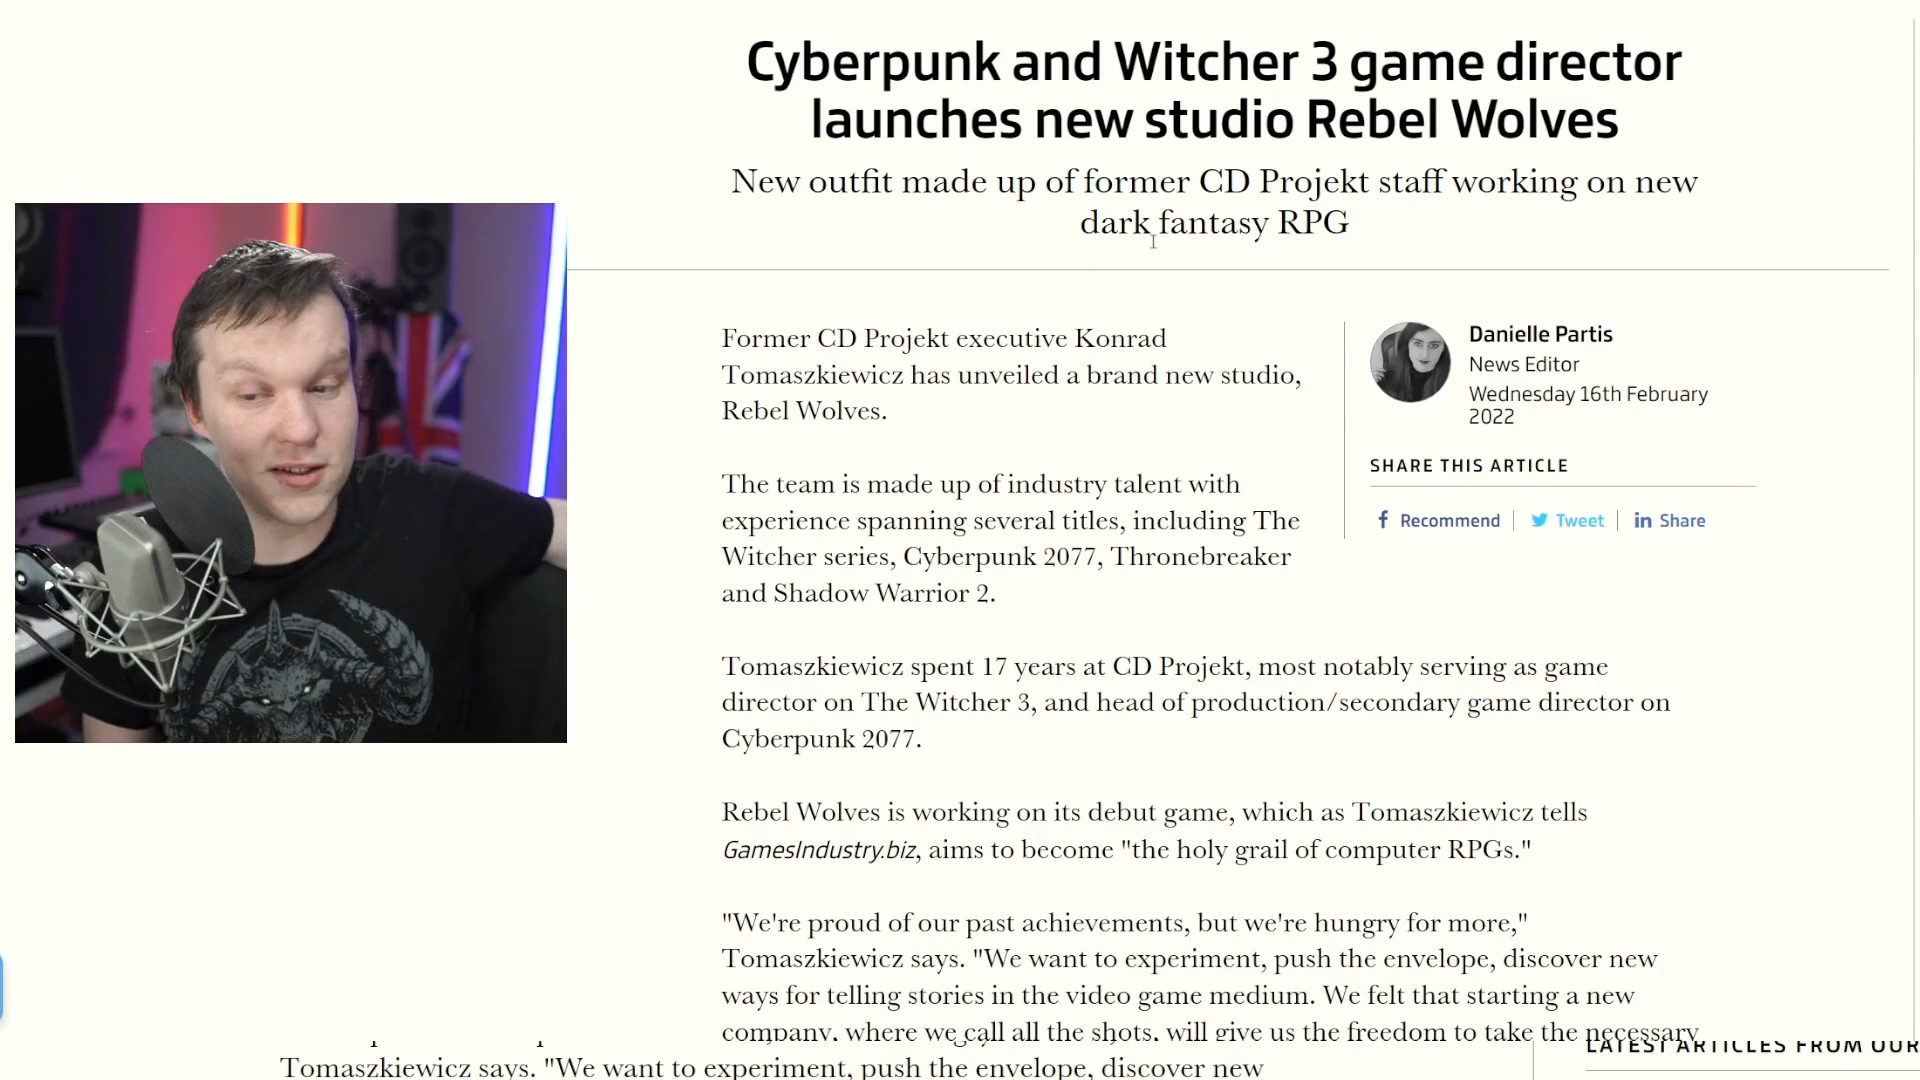 Cyberpunk and Witcher 3 game director
launches new studio Rebel Wolves
New outfit made up of former CD Projekt staff working on new
dark fantasy RPG
Former CD Projekt executive Konrad
Tomaszkiewicz has unveiled a brand new studio,
Rebel Wolves.
The team is made up of industry talent with
experience spanning several titles, including The
Witcher series, Cyberpunk 2077, Thronebreaker
and Shadow Warrior 2.
Danielle Partis
News Editor
Wednesday 16th February
2022
SHARE THIS ARTICLE
Recommend
Tweet
Share
Tomaszkiewicz spent 17 years at CD Projekt, most notably serving as game
director on The Witcher 3, and head of production/secondary game director on
Cyberpunk 2077.
Rebel Wolves is working on its debut game, which as Tomaszkiewicz tells
GamesIndustry.biz, aims to become "the holy grail of computer RPGs."
"We're proud of our past achievements, but we're hungry for more,"
Tomaszkiewicz says. "We want to experiment, push the envelope, discover new
ways for telling stories in the video game medium. We felt that starting a new
company, where we call all the shots, will give us the freedom to take the necessary
LATEST ARTICLES FROM OUR
Tomaszkiewicz says. "We want to experiment, push the envelope, discover new